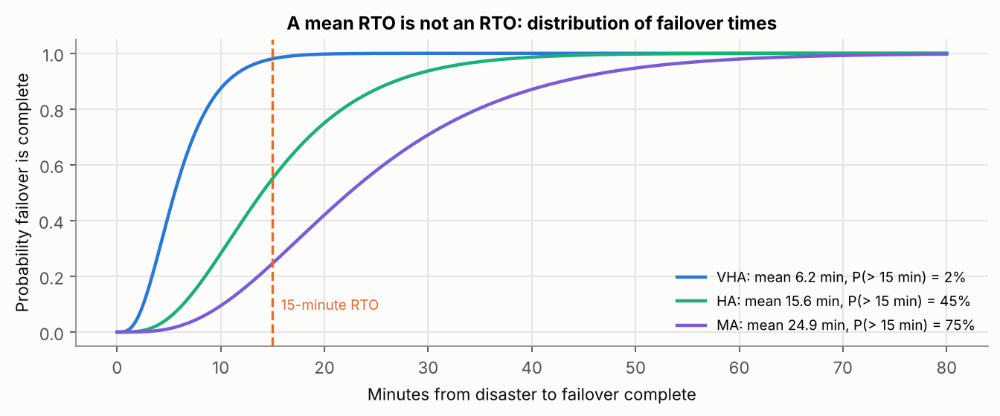 A mean RTO is not an RTO: distribution of failover times
Probability failover is complete
1.0
0.8
0.6
0.4
0.2
0.0
15-minute RTO
VHA: mean 6.2 min, P(> 15 min) = 2%
HA: mean 15.6 min, P(> 15 min) = 45%
MA: mean 24.9 min, P(> 15 min) = 75%
0 10 20 30 40 50 60 70 80
Minutes from disaster to failover complete